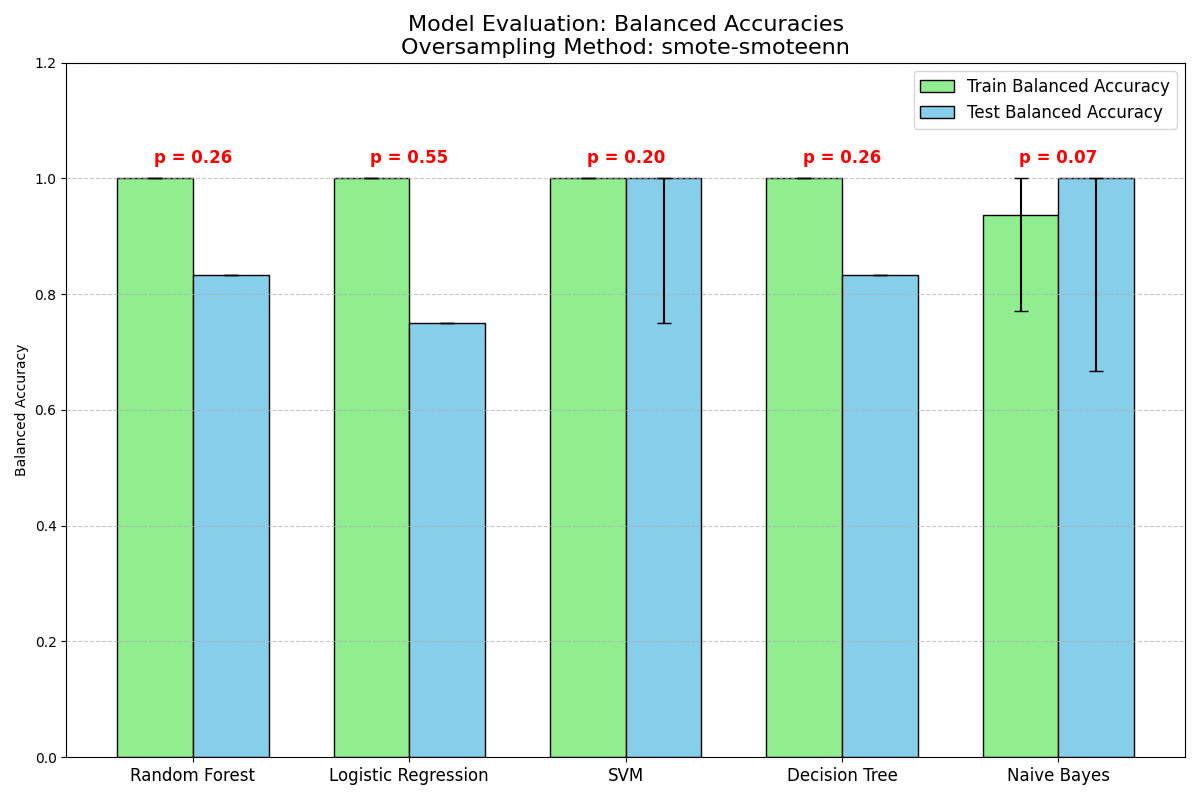 Model Evaluation: Balanced Accuracies
Oversampling Method: smote-smoteenn
Train Balanced Accuracy
Test Balanced Accuracy
p = 0.26
p = 0.55
p = 0.20
p = 0.26
p = 0.07
Balanced Accuracy
1.2
1.0
0.8
0.6
0.4
0.2
0.0
Random Forest
Logistic Regression
SVM
Decision Tree
Naive Bayes